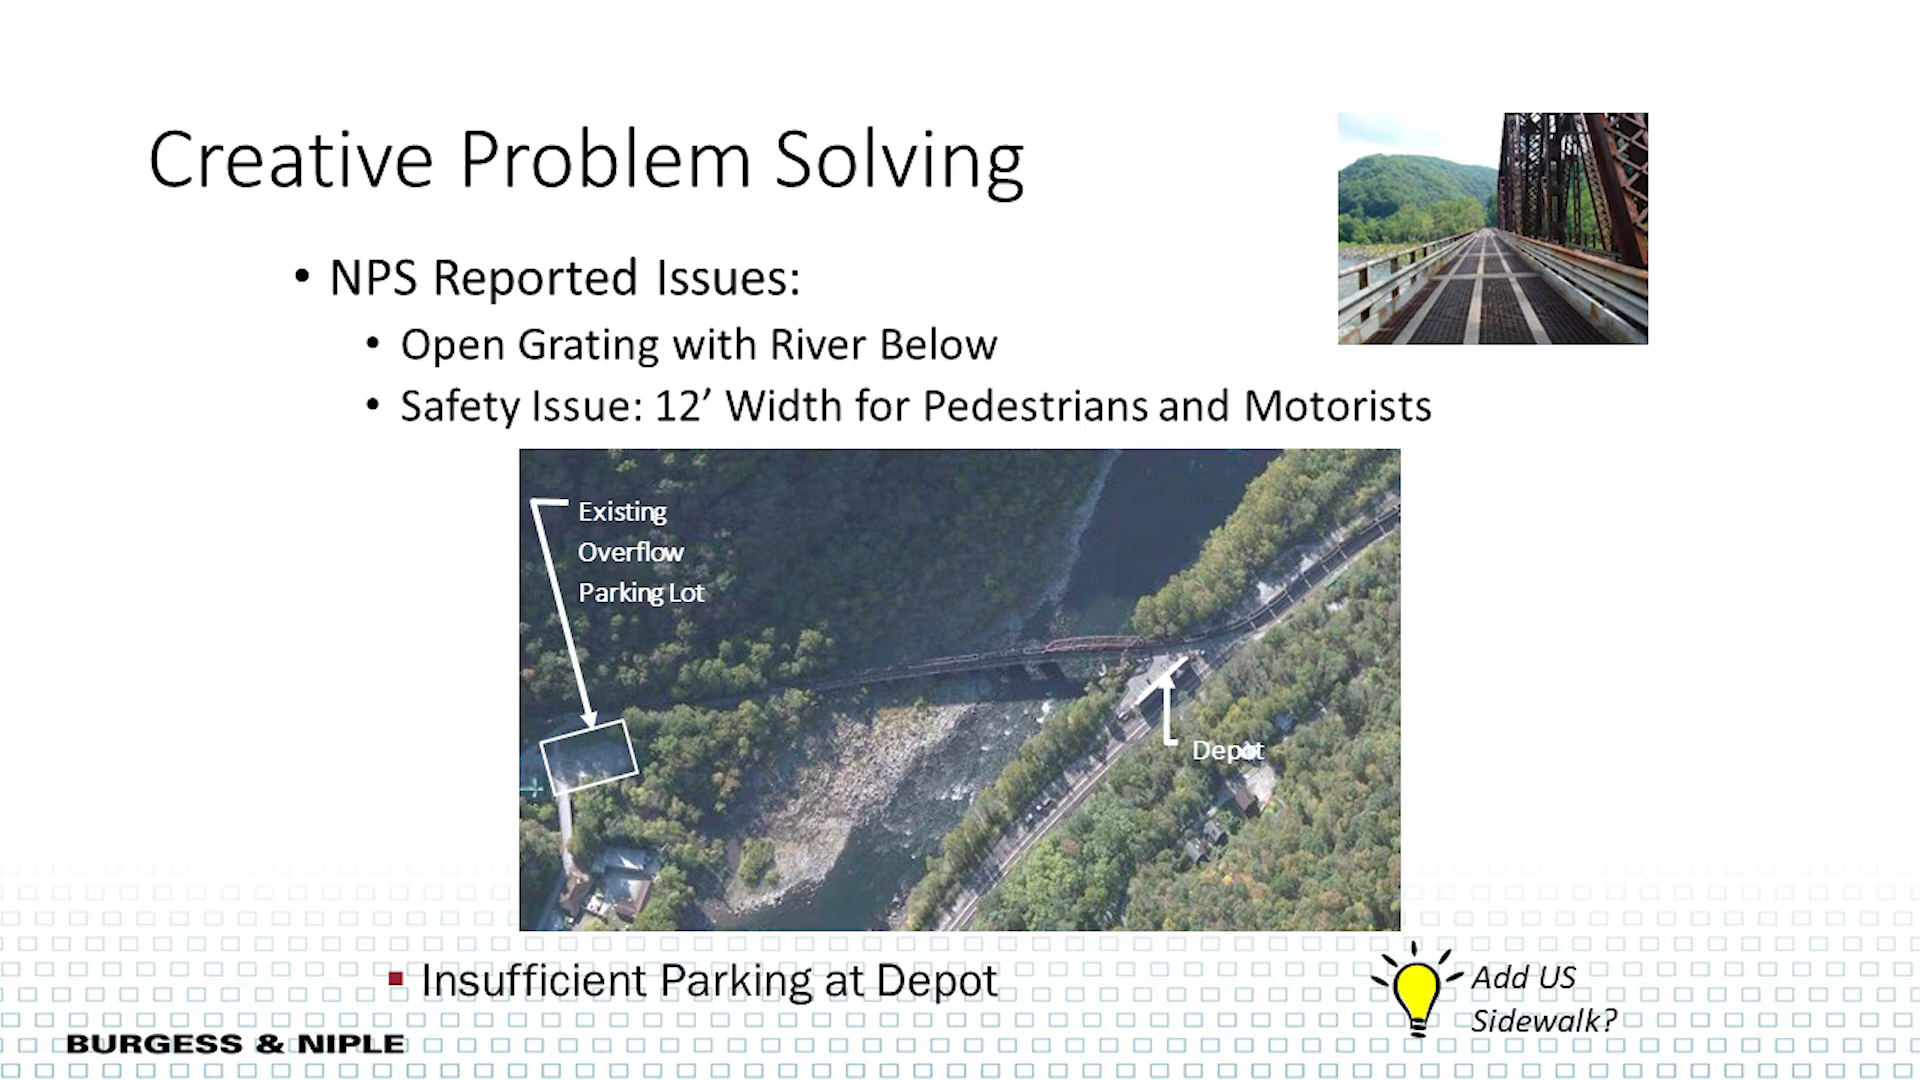 Creative Problem Solving
• NPS Reported Issues:
• Open Grating with River Below
• Safety Issue: 12’ Width for Pedestrians and Motorists
Existing
Overflow
Parking Lot
Depot
▪ Insufficient Parking at Depot
Add US
Sidewalk?
BURGESS & NIPLE